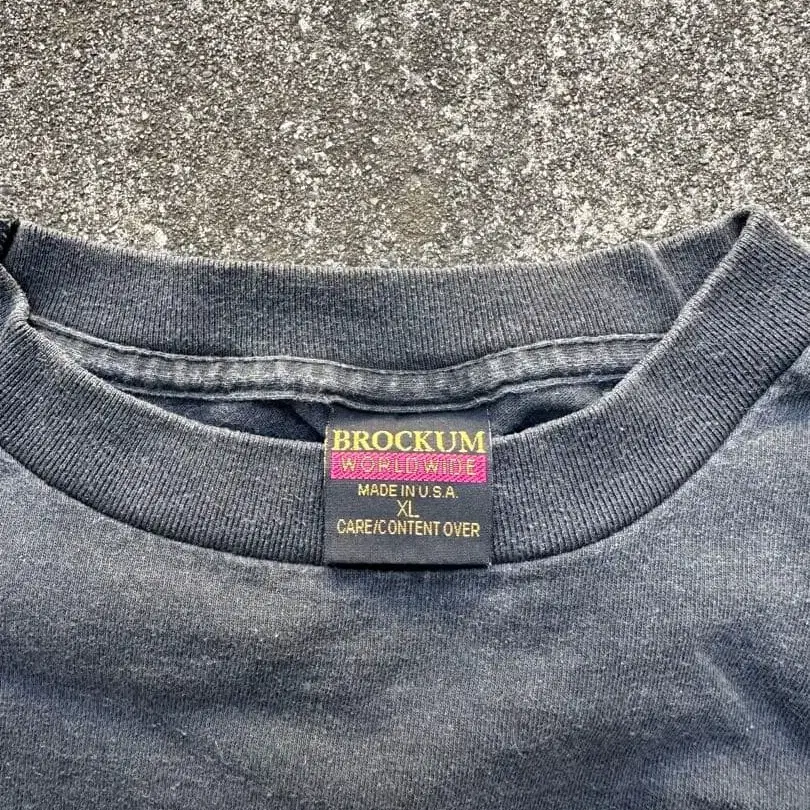 BROCKUM
WORLDWIDE
MADE IN U.S.A.
XL
CARE/CONTENT OVER